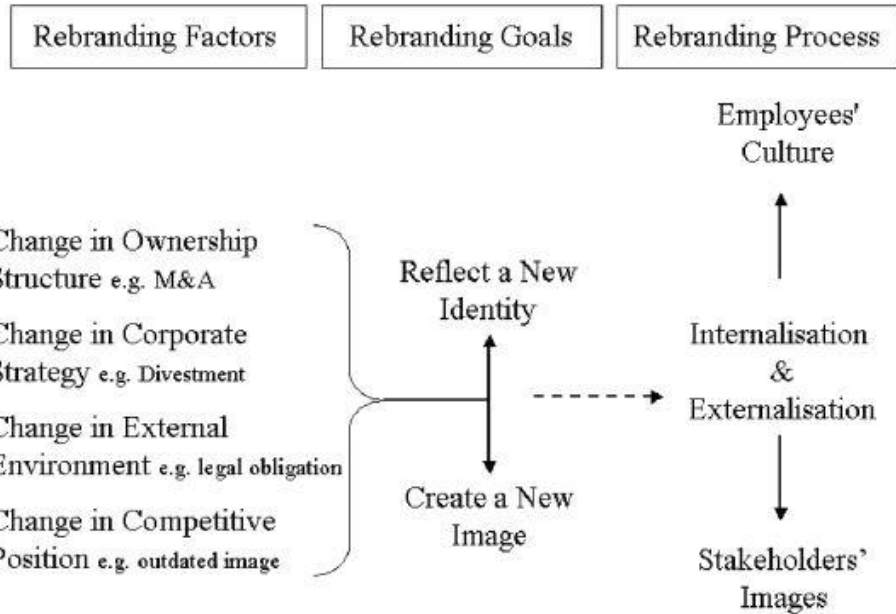 Rebranding Factors
Rebranding Goals
Rebranding Process
Change in Ownership
Structure e.g. M&A
Change in Corporate
Strategy e.g. Divestment
Change in External
Environment e.g. legal obligation
Change in Competitive
Position e.g. outdated image
Reflect a New
Identity
Create a New
Image
Employees'
Culture
Internalisation
&
Externalisation
Stakeholders’
Images